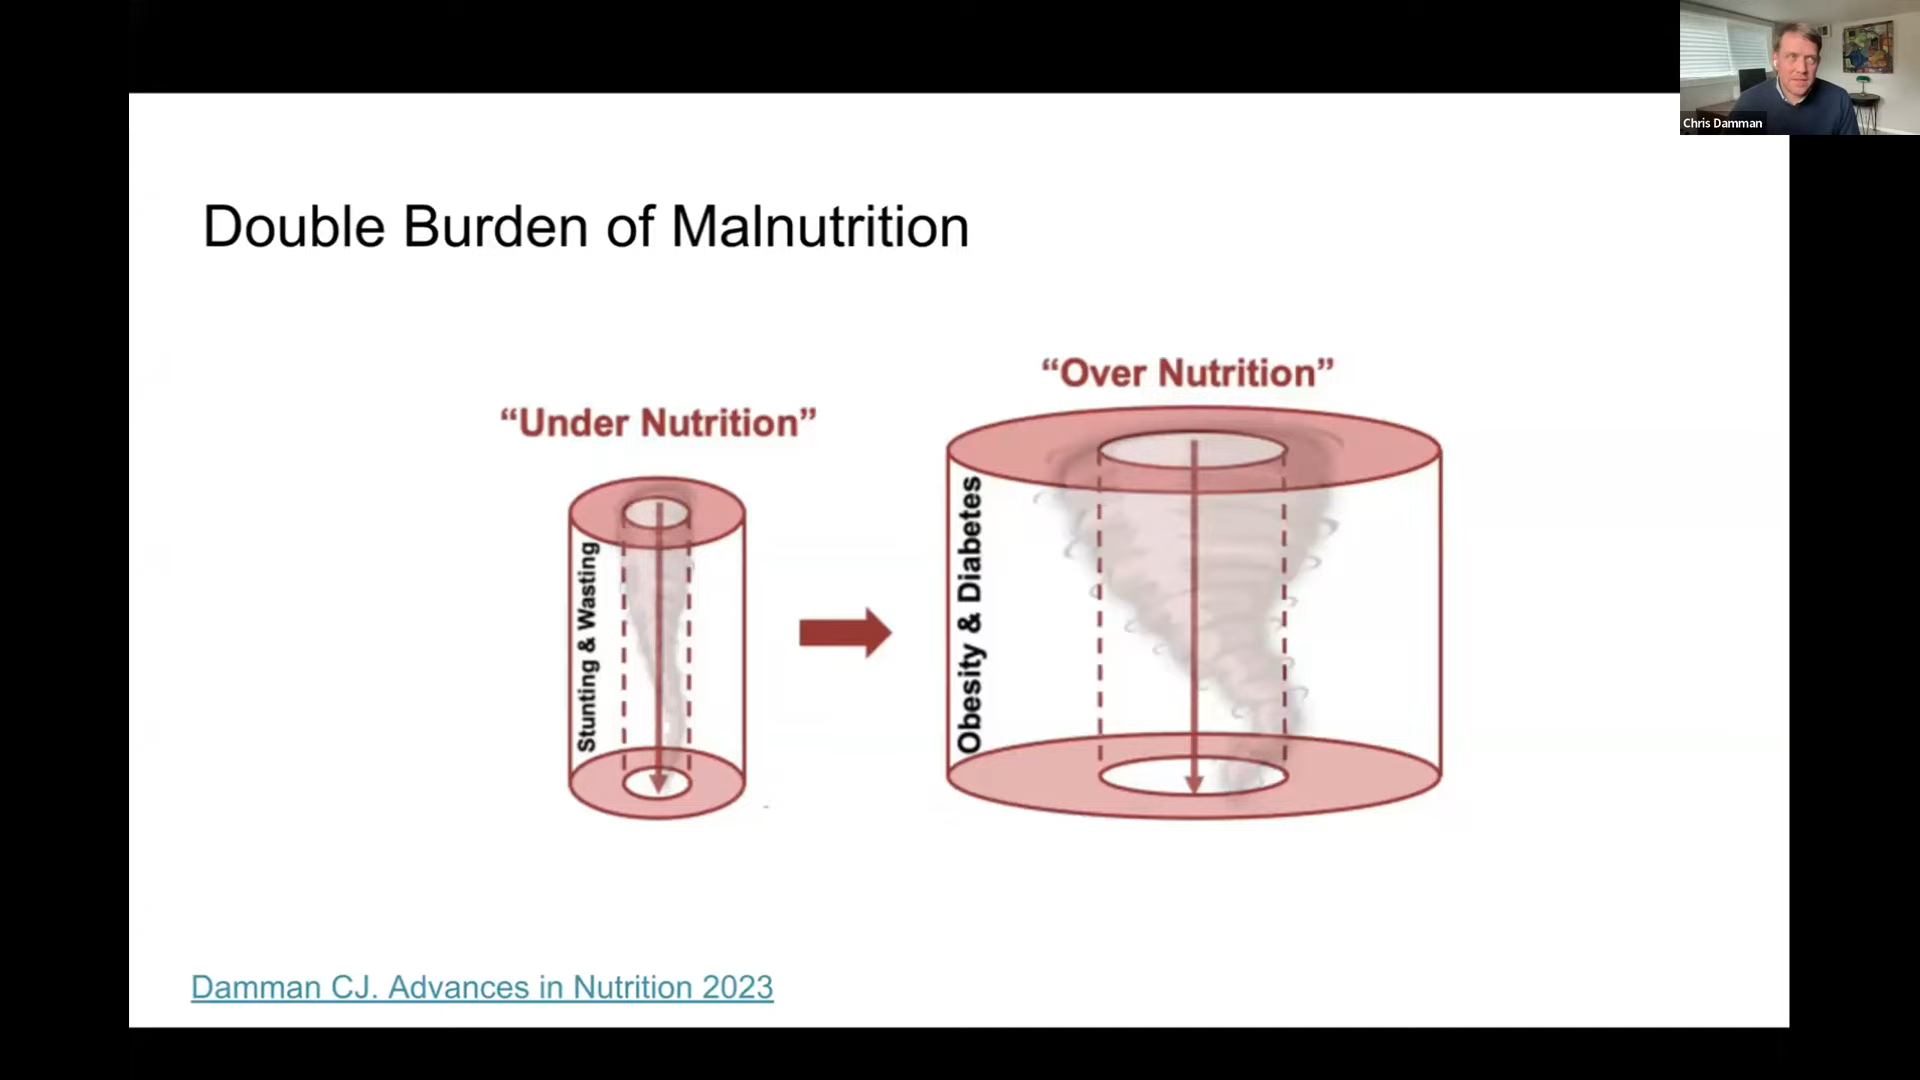 Chris Damman
Double Burden of Malnutrition
“Under Nutrition”
“Over Nutrition”
Stunting & Wasting
Obesity & Diabetes
Damman CJ. Advances in Nutrition 2023